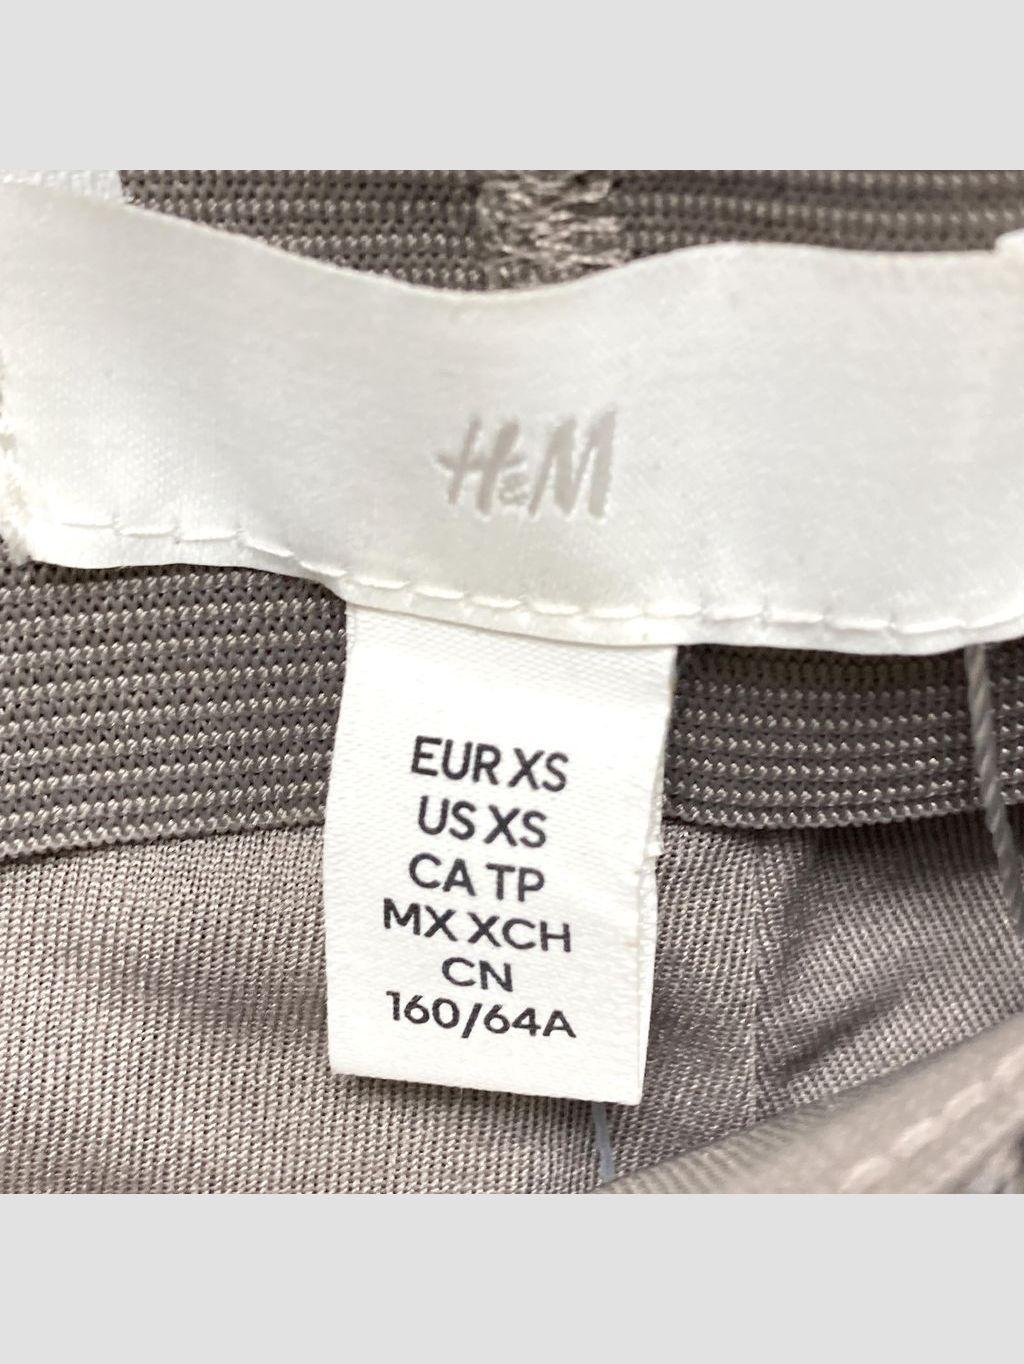 H&M
EUR XS
US XS
CA TP
MX XCH
CN
160/64A